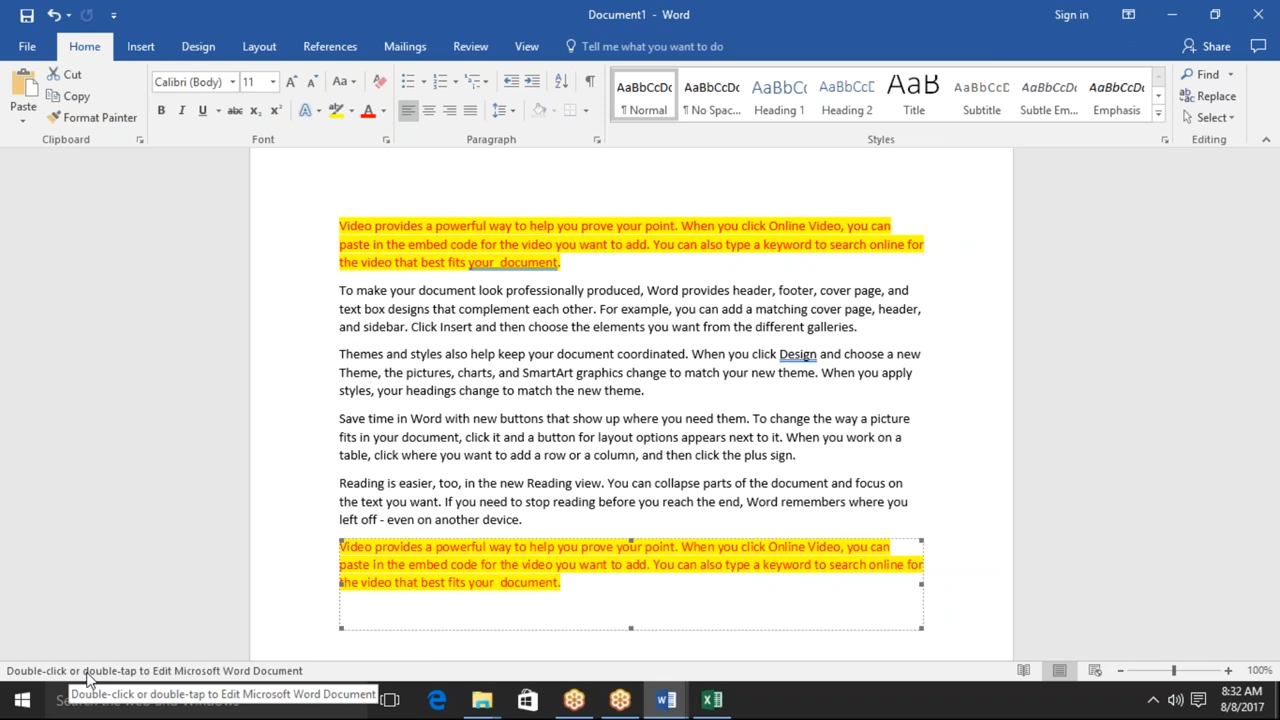 Document1 - Word
Sign in
File Home Insert Design Layout References Mailings Review View Tell me what you want to do Share
Paste
Cut
Copy
Format Painter
Clipboard
Calibri (Body) 11
Font
Paragraph
AaBbCcDc ¶ Normal
AaBbCcDc ¶ No Spac...
AaBbCc Heading 1
AaBbCcD Heading 2
AaB Title
AaBbCcD Subtitle
AaBbCcDc Subtle Em...
AaBbCcDc Emphasis
Styles
Find
Replace
Select
Editing
Video provides a powerful way to help you prove your point. When you click Online Video, you can
paste in the embed code for the video you want to add. You can also type a keyword to search online for
the video that best fits your  document.
To make your document look professionally produced, Word provides header, footer, cover page, and
text box designs that complement each other. For example, you can add a matching cover page, header,
and sidebar. Click Insert and then choose the elements you want from the different galleries.
Themes and styles also help keep your document coordinated. When you click Design and choose a new
Theme, the pictures, charts, and SmartArt graphics change to match your new theme. When you apply
styles, your headings change to match the new theme.
Save time in Word with new buttons that show up where you need them. To change the way a picture
fits in your document, click it and a button for layout options appears next to it. When you work on a
table, click where you want to add a row or a column, and then click the plus sign.
Reading is easier, too, in the new Reading view. You can collapse parts of the document and focus on
the text you want. If you need to stop reading before you reach the end, Word remembers where you
left off - even on another device.
Video provides a powerful way to help you prove your point. When you click Online Video, you can
paste in the embed code for the video you want to add. You can also type a keyword to search online for
the video that best fits your  document.
Double-click or double-tap to Edit Microsoft Word Document
100%
Double-click or double-tap to Edit Microsoft Word Document
8:32 AM
8/8/2017